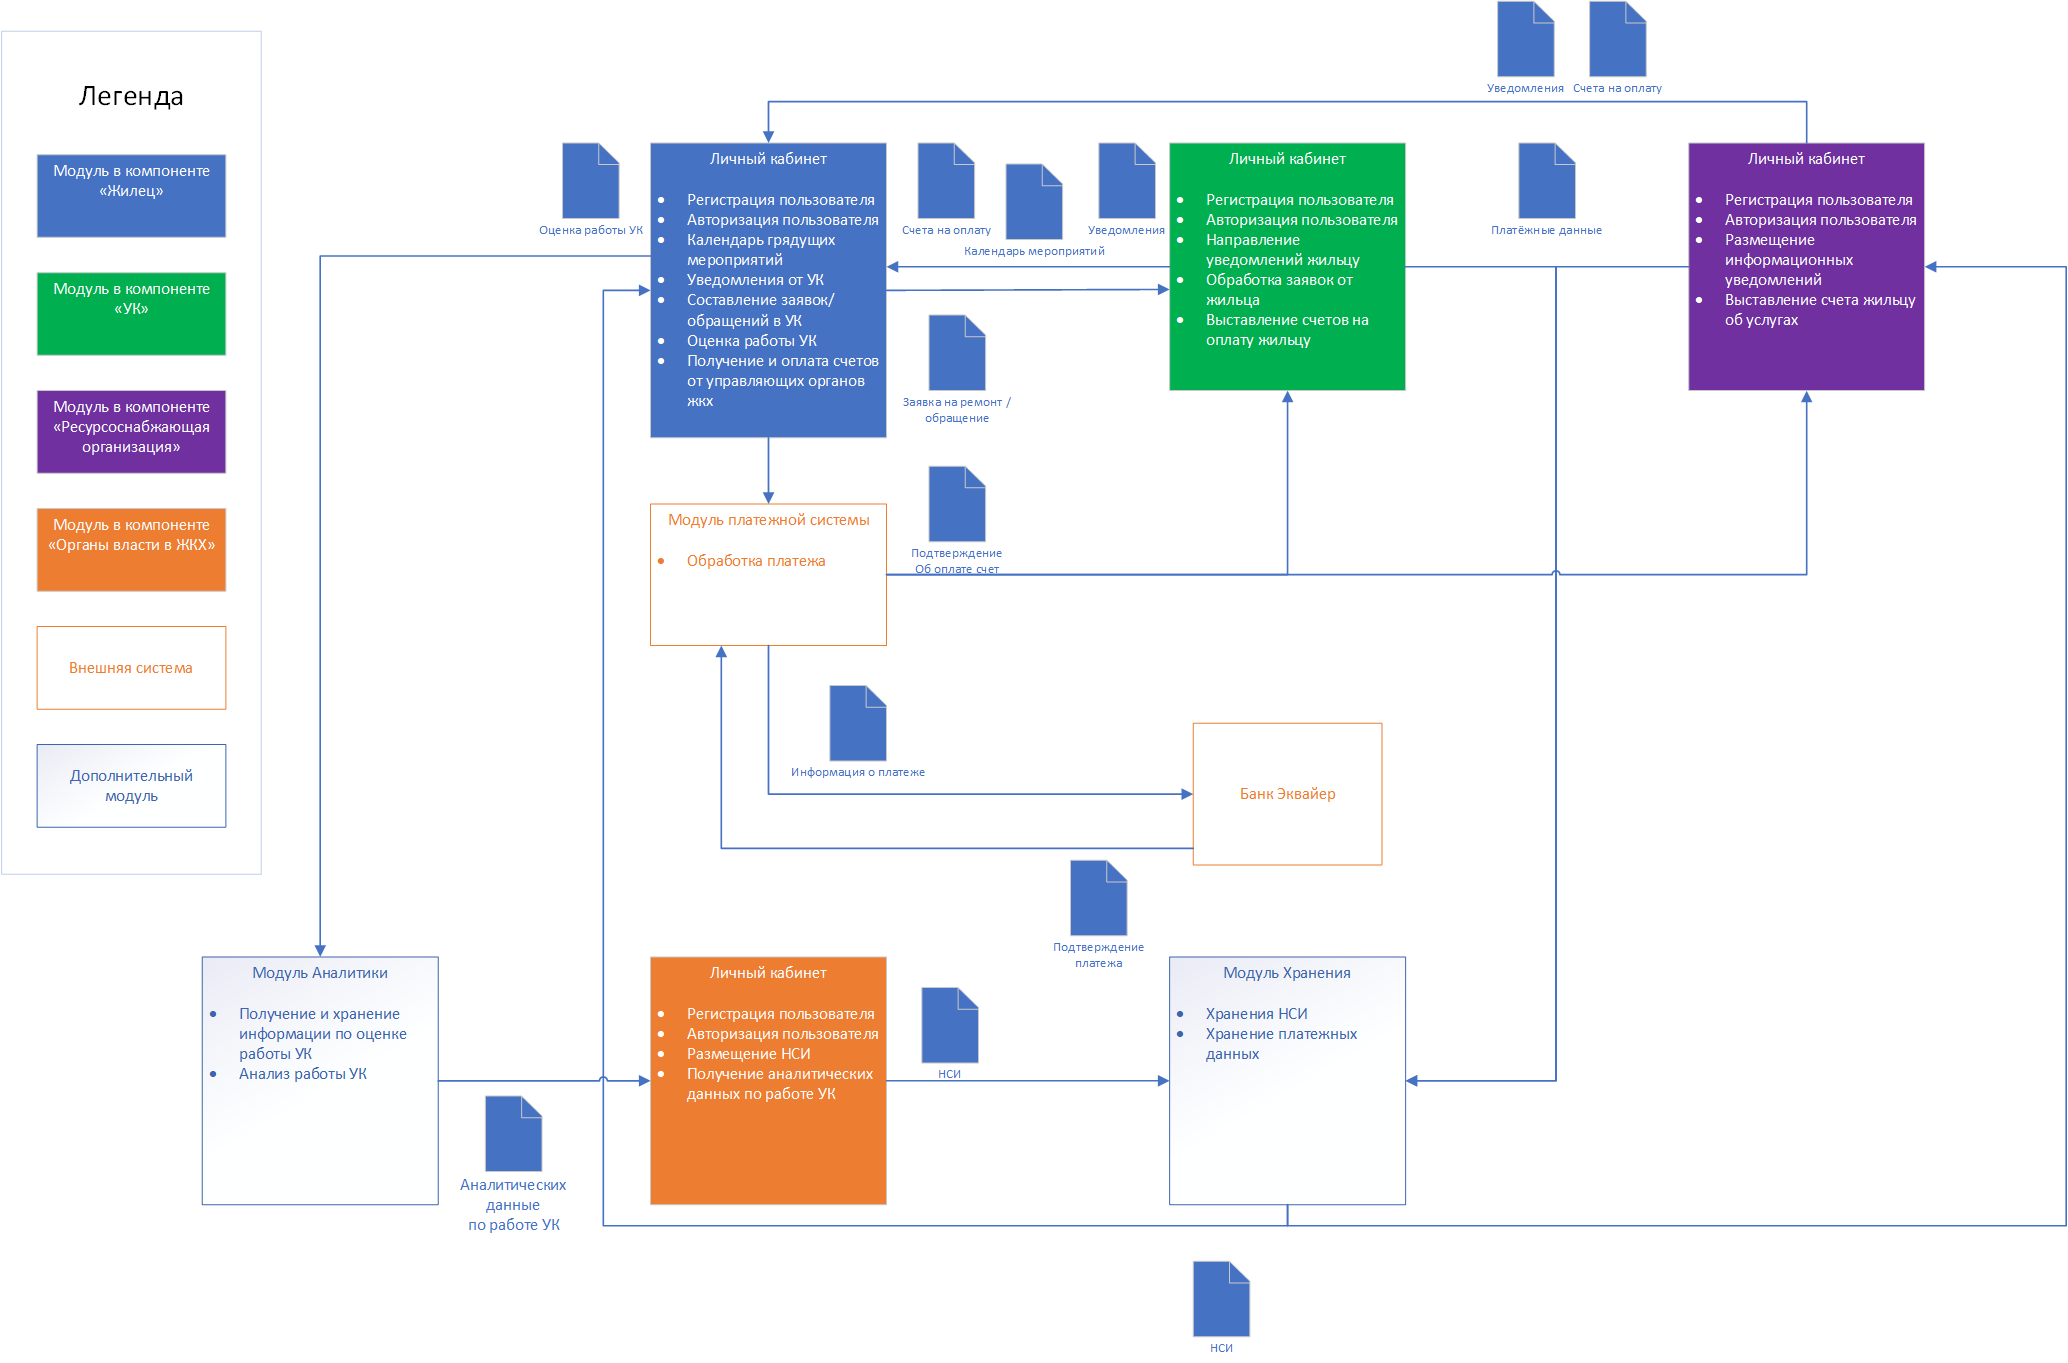 Легенда
Модуль в компоненте
«Жилец»
Модуль в компоненте
«УК»
Модуль в компоненте
«Ресурсоснабжающая
организация»
Модуль в компоненте
«Органы власти в ЖКХ»
Внешняя система
Дополнительный
модуль
Уведомления
Счета на оплату
Оценка работы УК
Личный кабинет
Регистрация пользователя
Авторизация пользователя
Календарь грядущих
мероприятий
Уведомления от УК
Составление заявок/
обращений в УК
Оценка работы УК
Получение и оплата счетов
от управляющих органов
жкх
Счета на оплату
Календарь мероприятий
Уведомления
Заявка на ремонт /
обращение
Личный кабинет
Регистрация пользователя
Авторизация пользователя
Направление
уведомлений жильцу
Обработка заявок от
жильца
Выставление счетов на
оплату жильцу
Платёжные данные
Личный кабинет
Регистрация пользователя
Авторизация пользователя
Размещение
информационных
уведомлений
Выставление счета жильцу
об услугах
Модуль платежной системы
Обработка платежа
Подтверждение
Об оплате счет
Информация о платеже
Банк Эквайер
Подтверждение
платежа
Модуль Аналитики
Получение и хранение
информации по оценке
работы УК
Анализ работы УК
Аналитических
данные
по работе УК
Личный кабинет
Регистрация пользователя
Авторизация пользователя
Размещение НСИ
Получение аналитических
данных по работе УК
НСИ
Модуль Хранения
Хранения НСИ
Хранение платежных
данных
НСИ